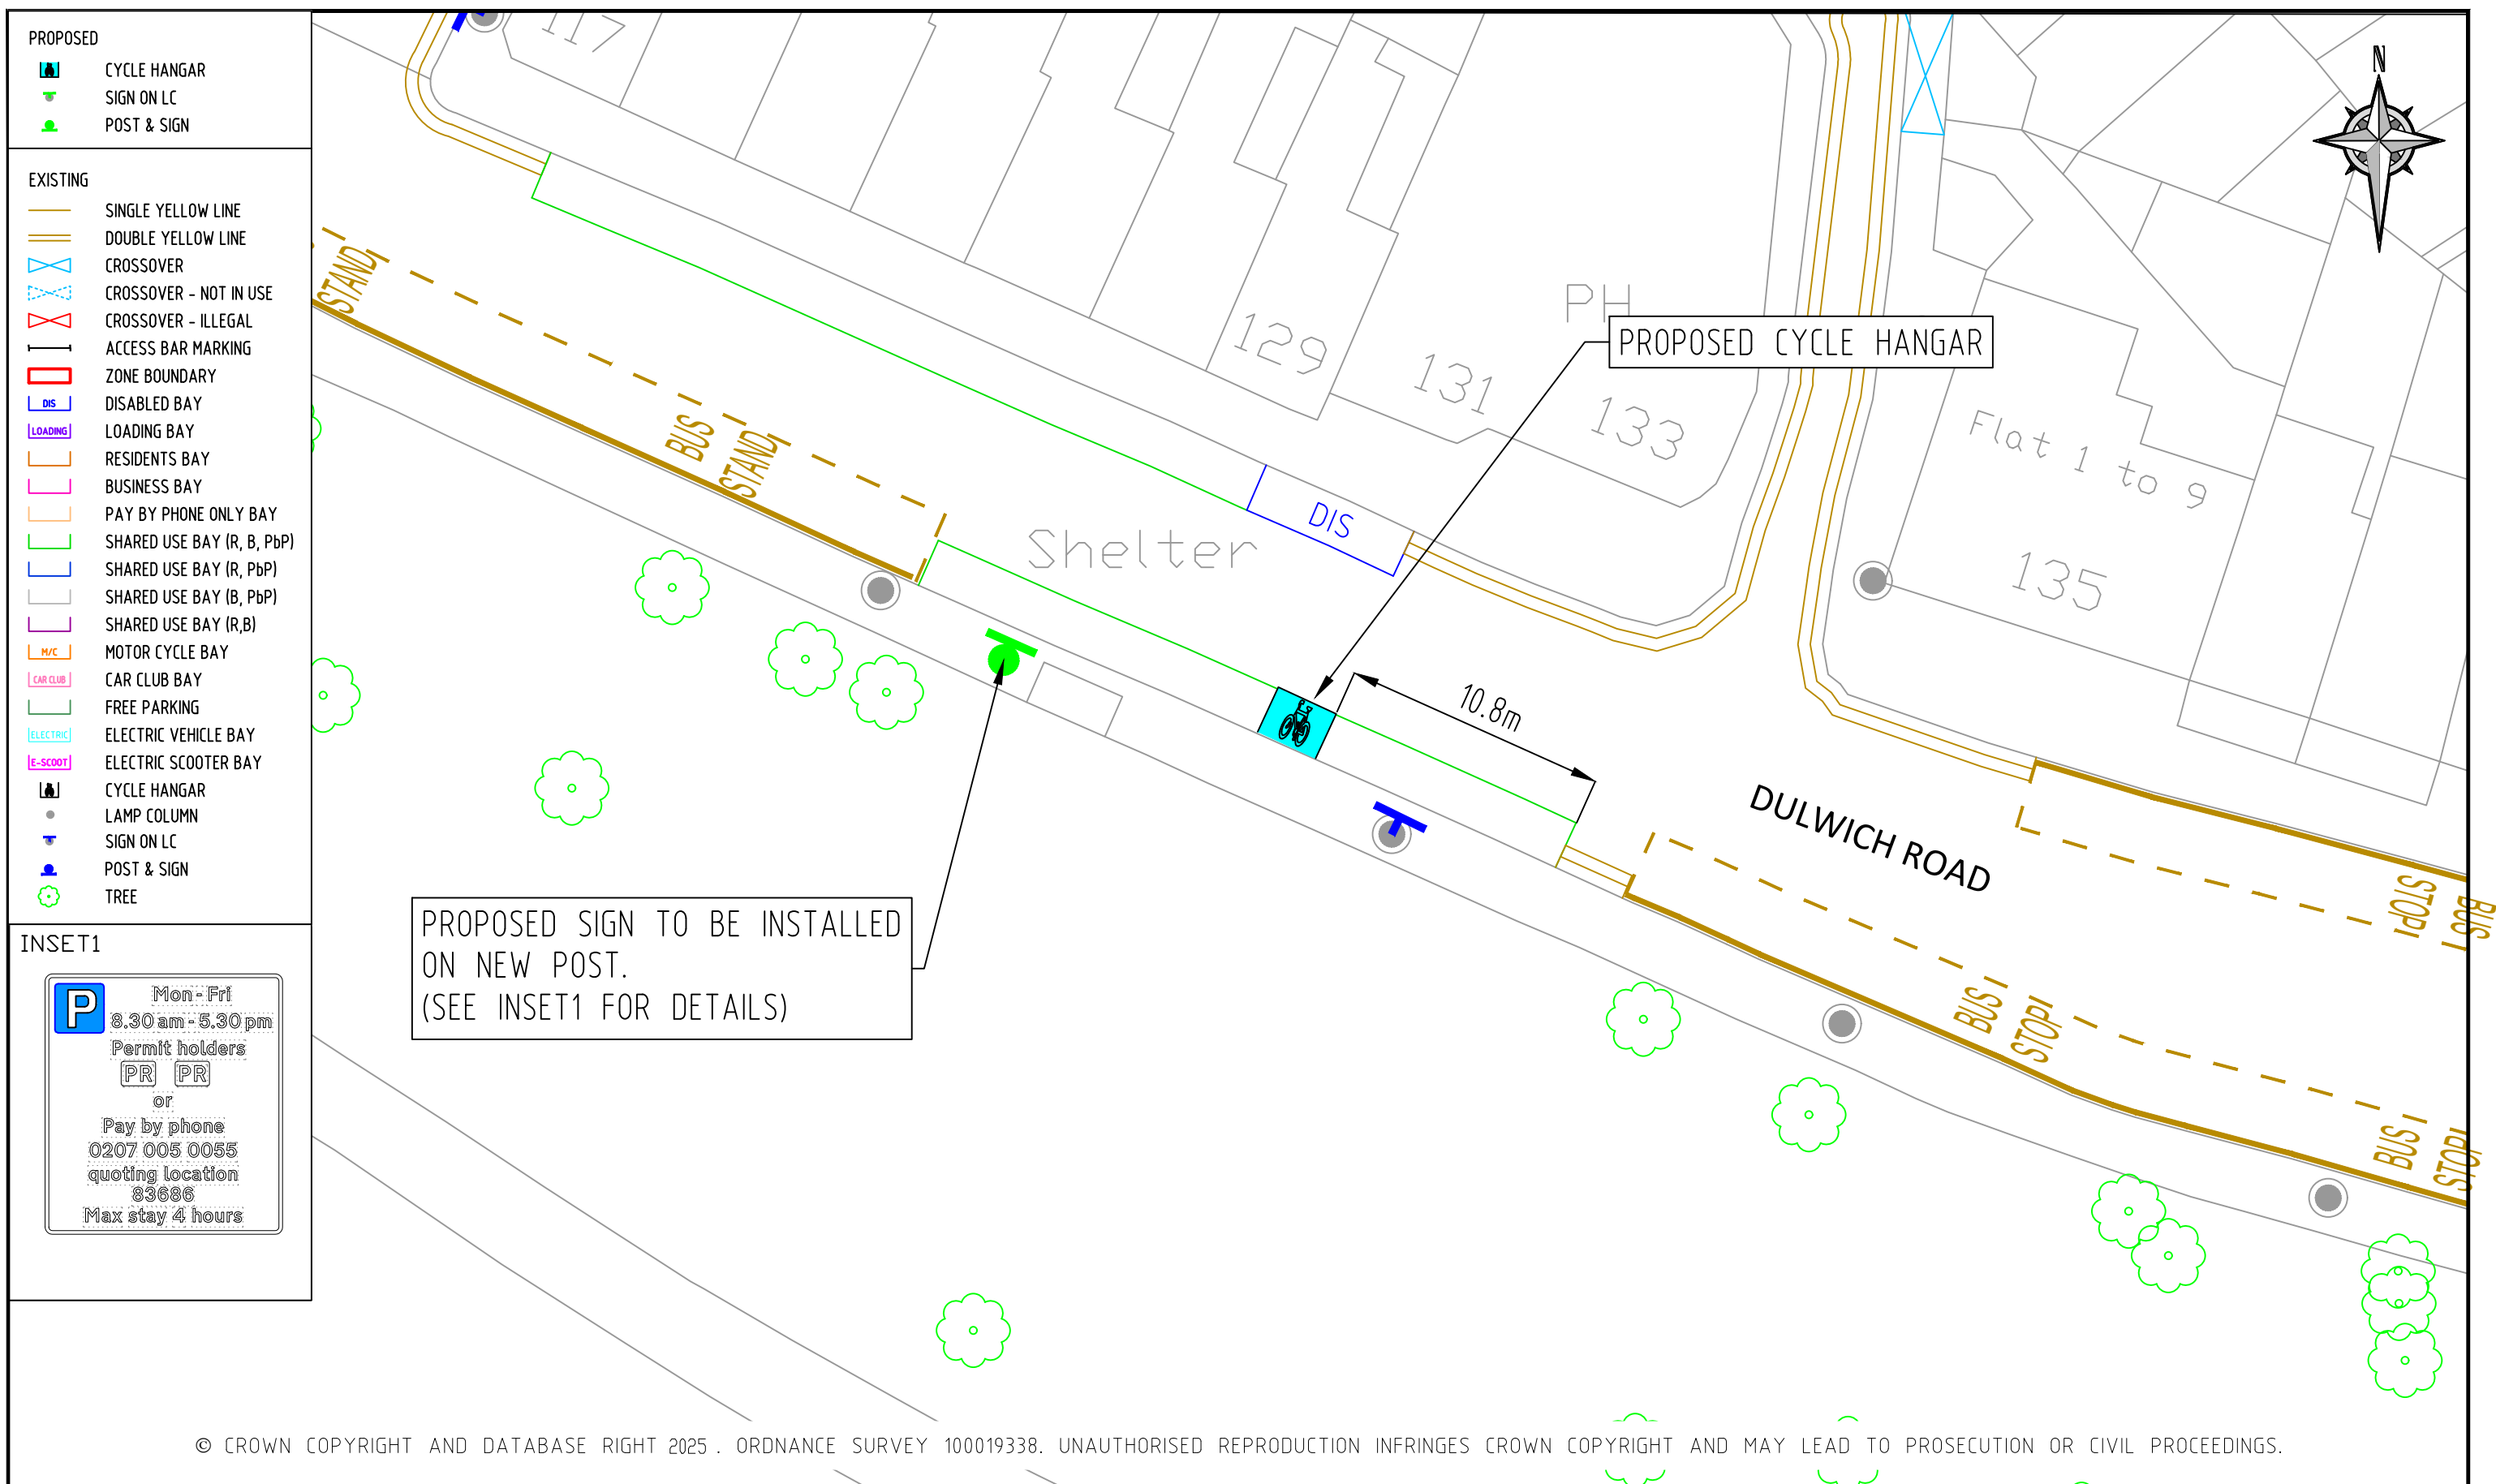 PROPOSED
CYCLE HANGAR
SIGN ON LC
POST & SIGN
EXISTING
SINGLE YELLOW LINE
DOUBLE YELLOW LINE
CROSSOVER
CROSSOVER - NOT IN USE
CROSSOVER - ILLEGAL
ACCESS BAR MARKING
ZONE BOUNDARY
DIS DISABLED BAY
LOADING LOADING BAY
RESIDENTS BAY
BUSINESS BAY
PAY BY PHONE ONLY BAY
SHARED USE BAY (R, B, PbP)
SHARED USE BAY (R, PbP)
SHARED USE BAY (B, PbP)
SHARED USE BAY (R,B)
M/C MOTOR CYCLE BAY
CAR CLUB CAR CLUB BAY
FREE PARKING
ELECTRIC ELECTRIC VEHICLE BAY
E-SCOOT ELECTRIC SCOOTER BAY
CYCLE HANGAR
LAMP COLUMN
SIGN ON LC
POST & SIGN
TREE
INSET1
P
Mon - Fri
8.30 am - 5.30 pm
Permit holders
PR PR
or
Pay by phone
0207 005 0055
quoting location
83686
Max stay 4 hours
117
N
STAND
PH
129
131
133
PROPOSED CYCLE HANGAR
Flat 1 to 9
135
BUS
STAND
DIS
Shelter
10.8m
DULWICH ROAD
BUS
STOP
PROPOSED SIGN TO BE INSTALLED
ON NEW POST.
(SEE INSET1 FOR DETAILS)
BUS
STOP
BUS
STOP
© CROWN COPYRIGHT AND DATABASE RIGHT 2025 . ORDNANCE SURVEY 100019338. UNAUTHORISED REPRODUCTION INFRINGES CROWN COPYRIGHT AND MAY LEAD TO PROSECUTION OR CIVIL PROCEEDINGS.